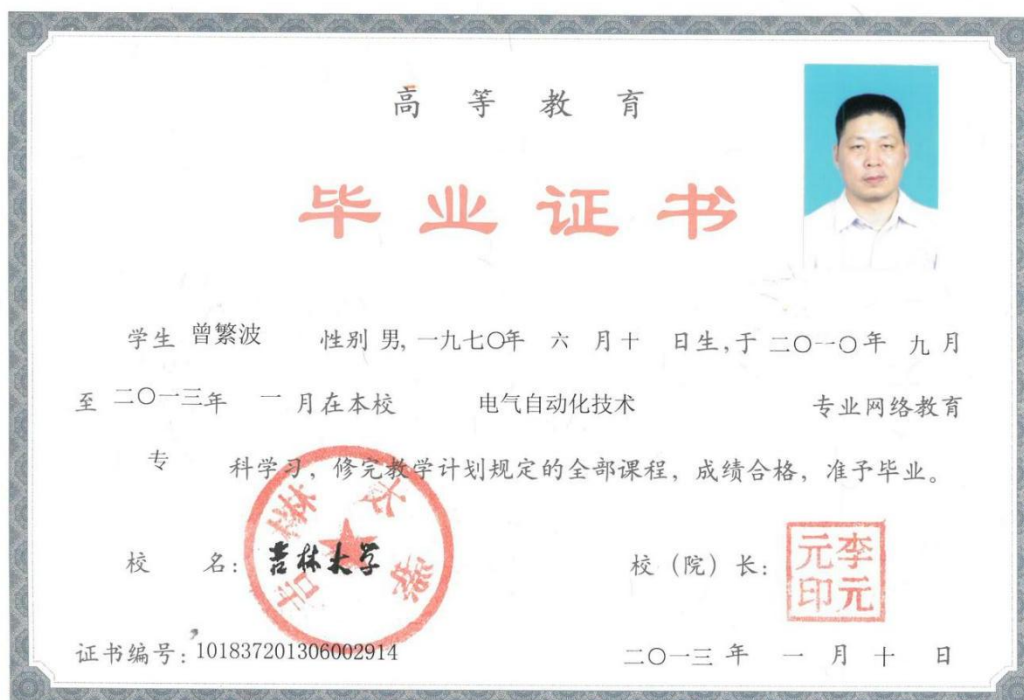 高等教育
毕业证书
学生 曾繁波 性别 男, 一九七〇年 六 月十 日生,于 二〇一〇年 九 月
至 二〇一三年 一 月在本校 电气自动化技术 专业网络教育
专 科学习，修完教学计划规定的全部课程，成绩合格，准予毕业。
吉林大学
校 名：吉林大学 校（院）长：
李元元印
证书编号：101837201306002914 二〇一三 年 一 月 十 日